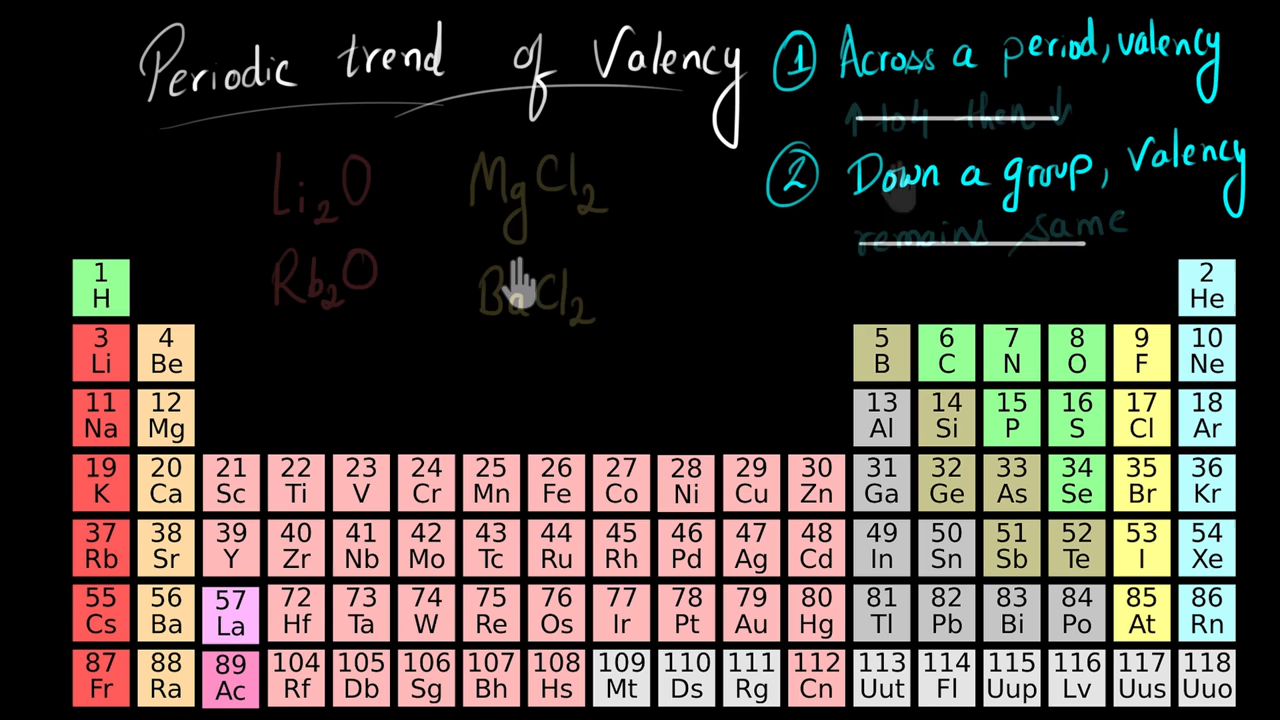 Periodic trend of Valency
① Across a period, valency
↑ to 4 then ↓
② Down a group, Valency
remains same
Li₂O MgCl₂
Rb₂O BaCl₂
1 2
H He
3 4 5 6 7 8 9 10
Li Be B C N O F Ne
11 12 13 14 15 16 17 18
Na Mg Al Si P S Cl Ar
19 20 21 22 23 24 25 26 27 28 29 30 31 32 33 34 35 36
K Ca Sc Ti V Cr Mn Fe Co Ni Cu Zn Ga Ge As Se Br Kr
37 38 39 40 41 42 43 44 45 46 47 48 49 50 51 52 53 54
Rb Sr Y Zr Nb Mo Tc Ru Rh Pd Ag Cd In Sn Sb Te I Xe
55 56 57 72 73 74 75 76 77 78 79 80 81 82 83 84 85 86
Cs Ba La Hf Ta W Re Os Ir Pt Au Hg Tl Pb Bi Po At Rn
87 88 89 104 105 106 107 108 109 110 111 112 113 114 115 116 117 118
Fr Ra Ac Rf Db Sg Bh Hs Mt Ds Rg Cn Uut Fl Uup Lv Uus Uuo